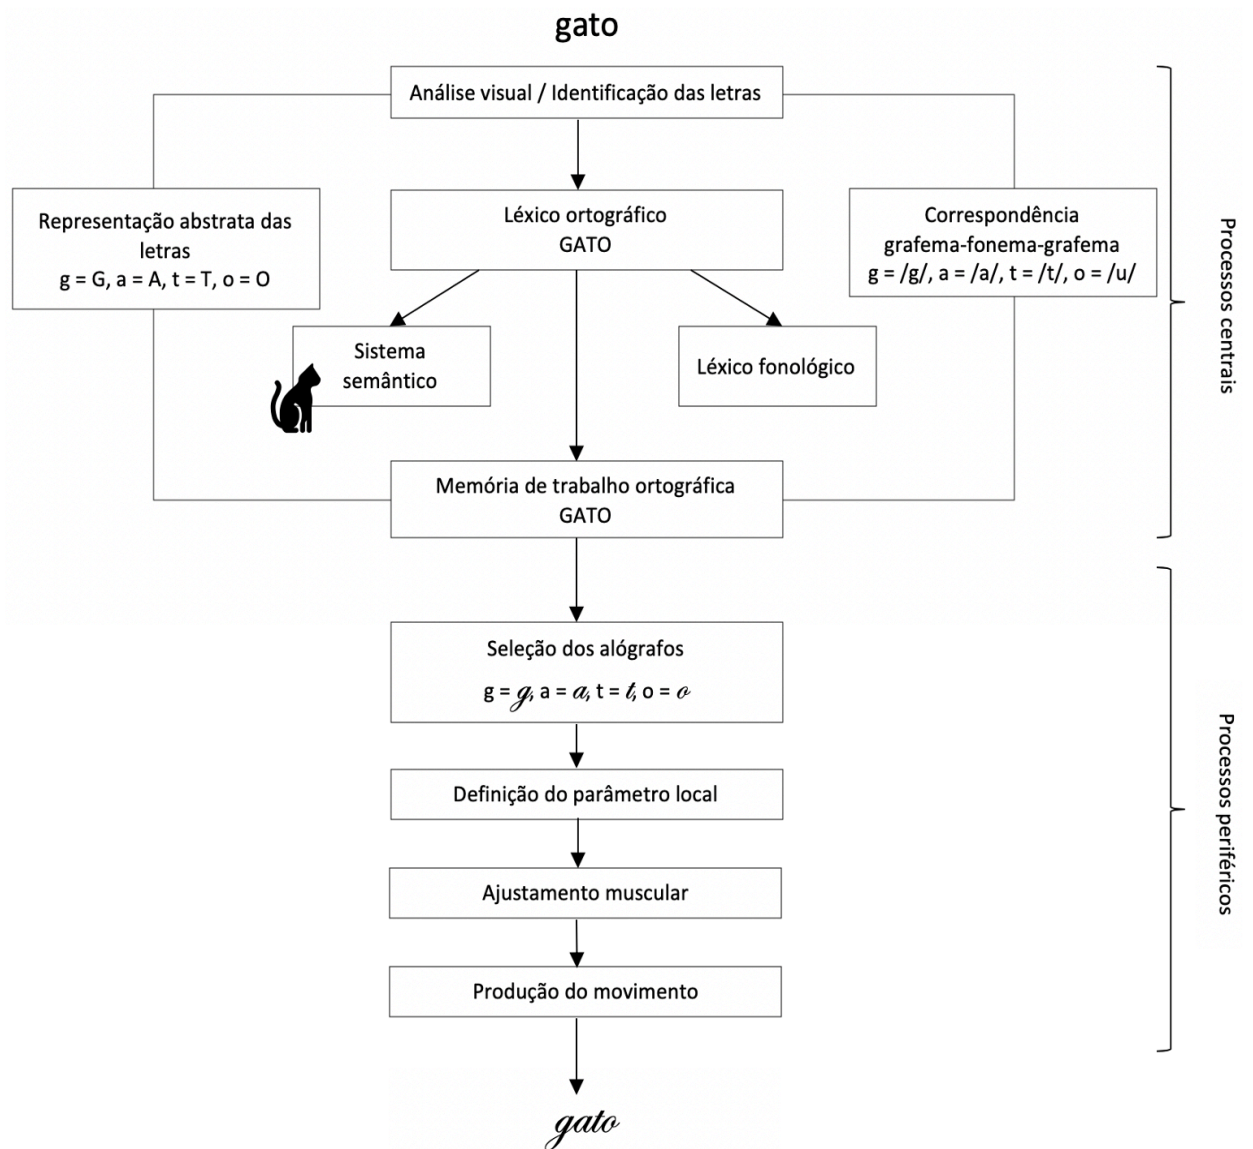 gato
Análise visual / Identificação das letras
Representação abstrata das
letras
g = G, a = A, t = T, o = O
Léxico ortográfico
GATO
Correspondência
grafema-fonema-grafema
g = /g/, a = /a/, t = /t/, o = /u/
Sistema
semântico
Léxico fonológico
Memória de trabalho ortográfica
GATO
Processos centrais
Seleção dos alógrafos
g = g, a = a, t = t, o = o
Definição do parâmetro local
Ajustamento muscular
Produção do movimento
Processos periféricos
gato